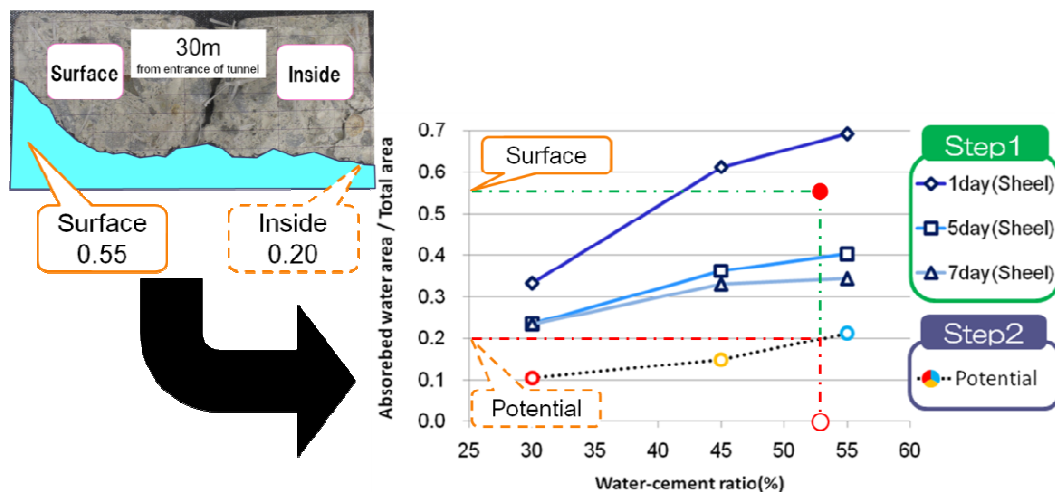 30m
from entrance of tunnel
Surface
Inside
Surface
0.55
Inside
0.20
Absorebed water area / Total area
0.7
0.6
0.5
0.4
0.3
0.2
0.1
0.0
Surface
Potential
25 30 35 40 45 50 55 60
Water-cement ratio(%)
Step1
1day(Sheel)
5day(Sheel)
7day(Sheel)
Step2
Potential